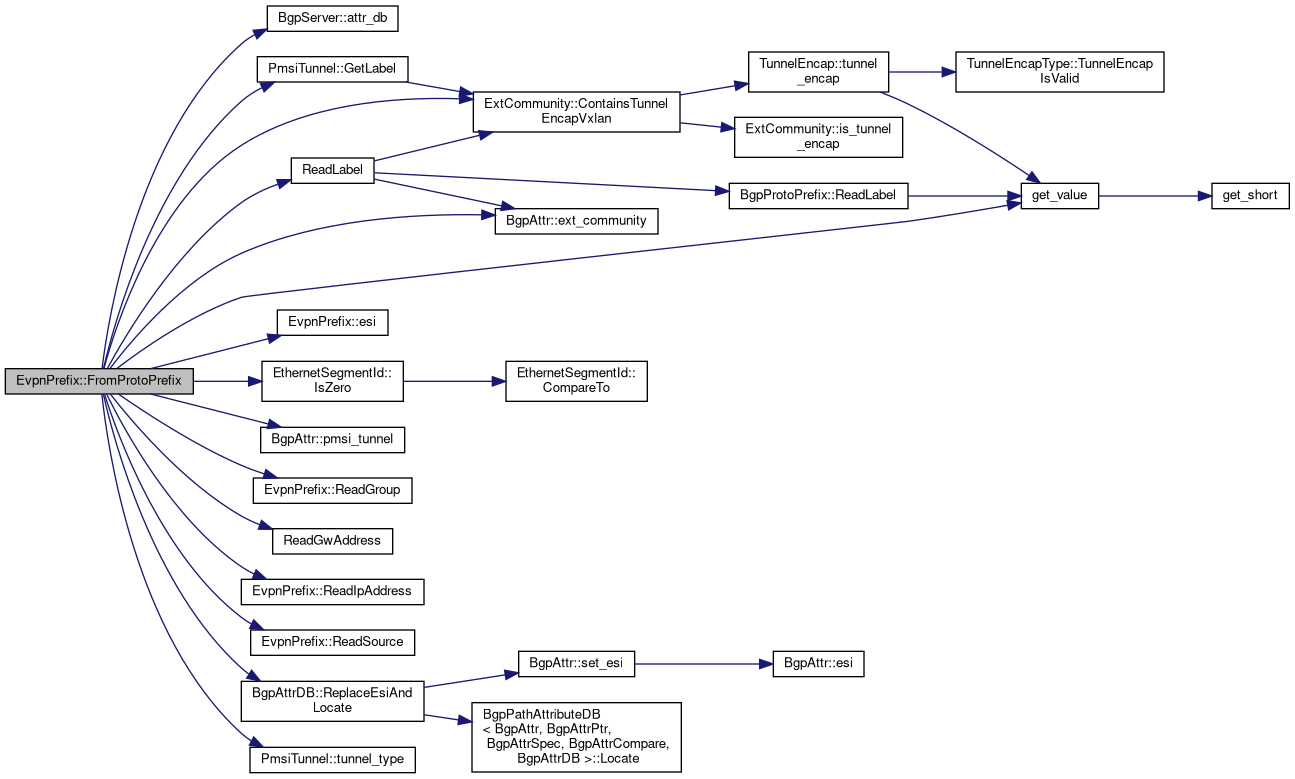 BgpServer::attr_db
PmsiTunnel::GetLabel
ExtCommunity::ContainsTunnel
EncapVxlan
TunnelEncap::tunnel
_encap
TunnelEncapType::TunnelEncap
IsValid
ExtCommunity::is_tunnel
_encap
ReadLabel
BgpProtoPrefix::ReadLabel
get_value
get_short
BgpAttr::ext_community
EvpnPrefix::esi
EvpnPrefix::FromProtoPrefix
EthernetSegmentId::
IsZero
EthernetSegmentId::
CompareTo
BgpAttr::pmsi_tunnel
EvpnPrefix::ReadGroup
ReadGwAddress
EvpnPrefix::ReadIpAddress
EvpnPrefix::ReadSource
BgpAttrDB::ReplaceEsiAnd
Locate
BgpAttr::set_esi
BgpAttr::esi
BgpPathAttributeDB
< BgpAttr, BgpAttrPtr,
BgpAttrSpec, BgpAttrCompare,
BgpAttrDB >::Locate
PmsiTunnel::tunnel_type